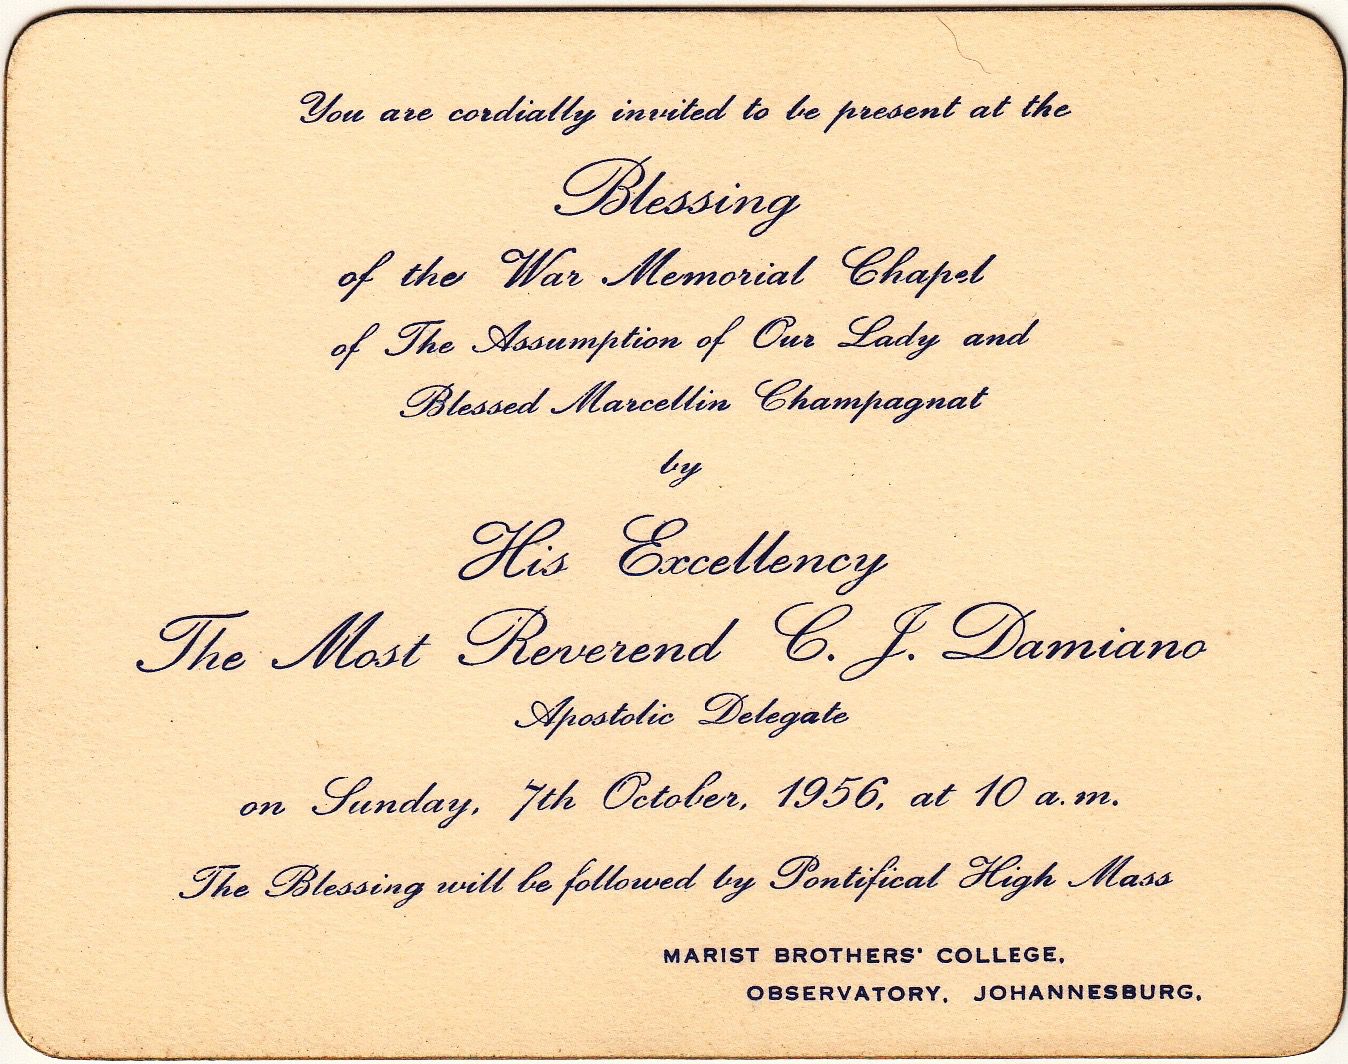 You are cordially invited to be present at the
Blessing
of the War Memorial Chapel
of The Assumption of Our Lady and
Blessed Marcellin Champagnat
by
His Excellency
The Most Reverend C. J. Damiano
Apostolic Delegate
on Sunday, 7th October, 1956, at 10 a.m.
The Blessing will be followed by Pontifical High Mass
MARIST BROTHERS' COLLEGE,
OBSERVATORY, JOHANNESBURG.